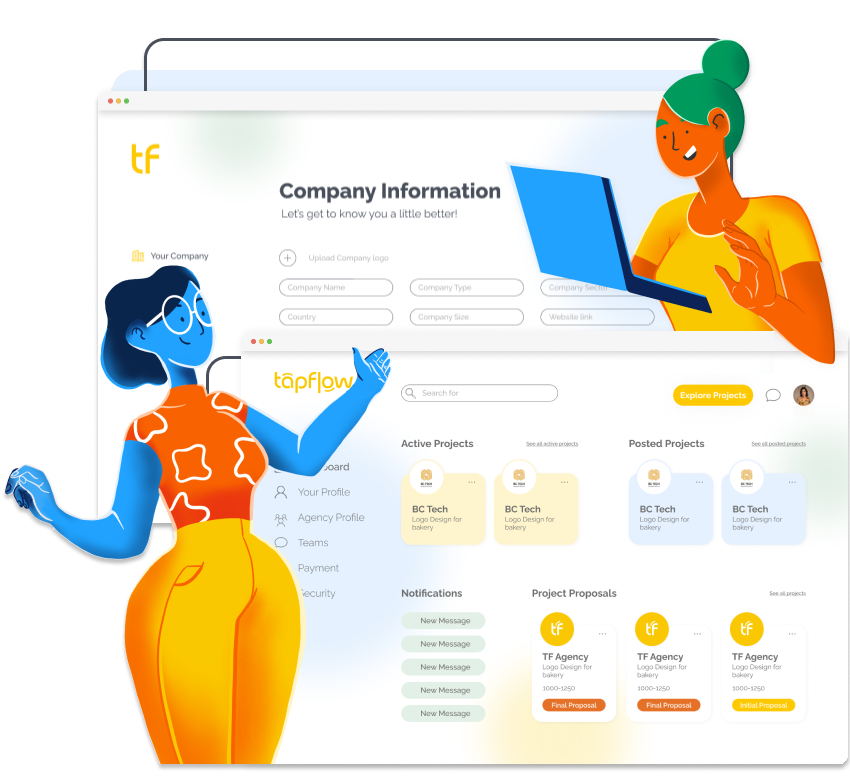 tf
Company Information
Let's get to know you a little better!
Your Company
Upload Company logo
Company Name
Company Type
Company Sector
Country
Company Size
Website link
tapflow
Search for
Explore Projects
Active Projects
See all active projects
Posted Projects
See all posted projects
BC TECH
BC TECH
BC TECH
BC TECH
BC Tech
Logo Design for
bakery
BC Tech
Logo Design for
bakery
BC Tech
Logo Design for
bakery
BC Tech
Logo Design for
bakery
oard
Your Profile
Agency Profile
Teams
Payment
ecurity
Notifications
New Message
New Message
New Message
New Message
New Message
Project Proposals
See all projects
tf
TF Agency
Logo Design for
bakery
1000-1250
Final Proposal
tf
TF Agency
Logo Design for
bakery
1000-1250
Final Proposal
tf
TF Agency
Logo Design for
bakery
1000-1250
Initial Proposal